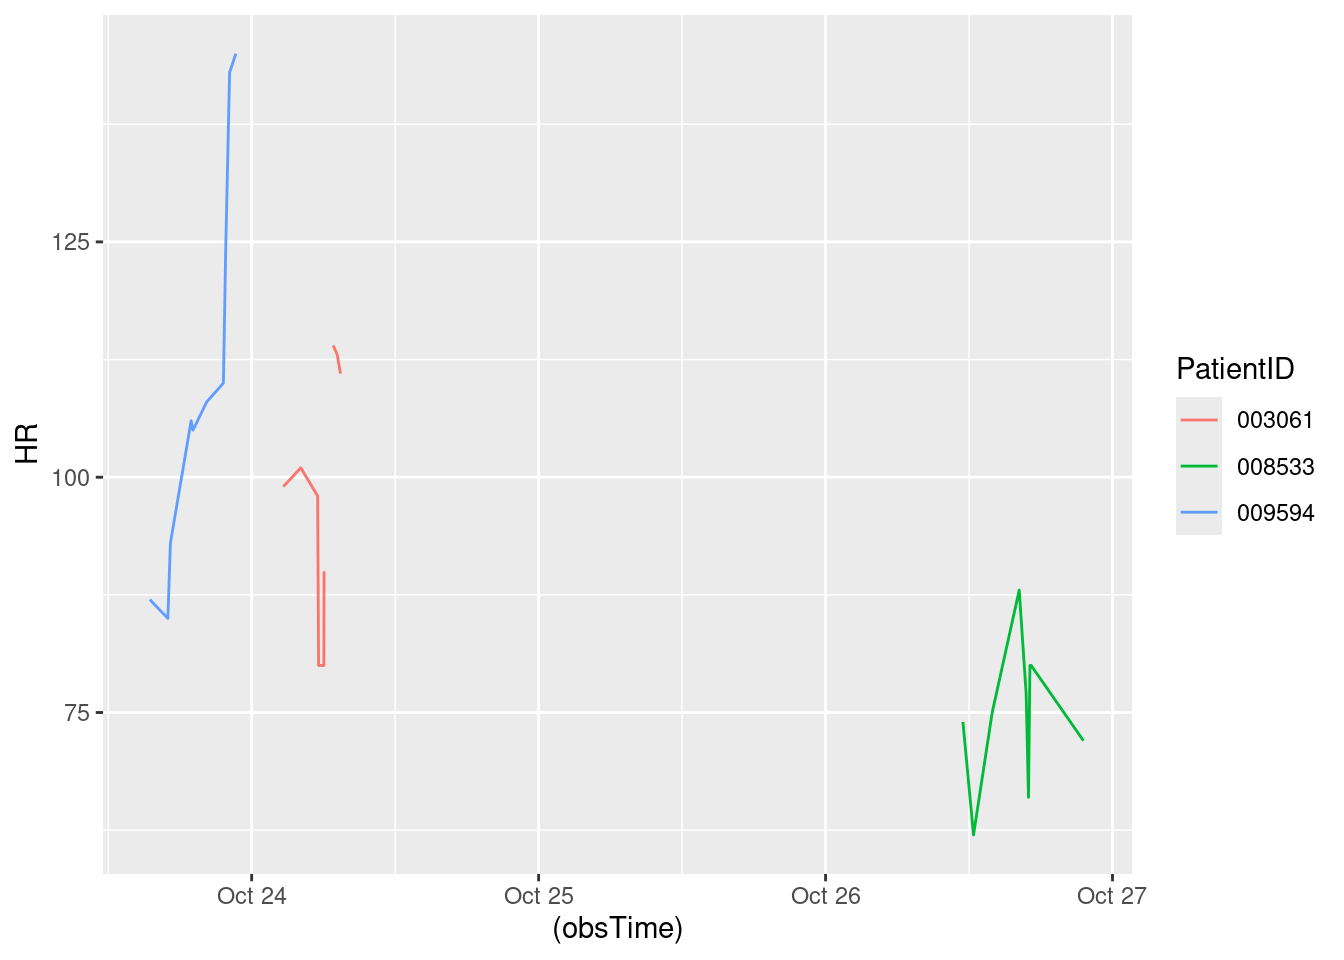 125
100
75
HR
Oct 24
Oct 25
Oct 26
Oct 27
(obsTime)
PatientID
003061
008533
009594